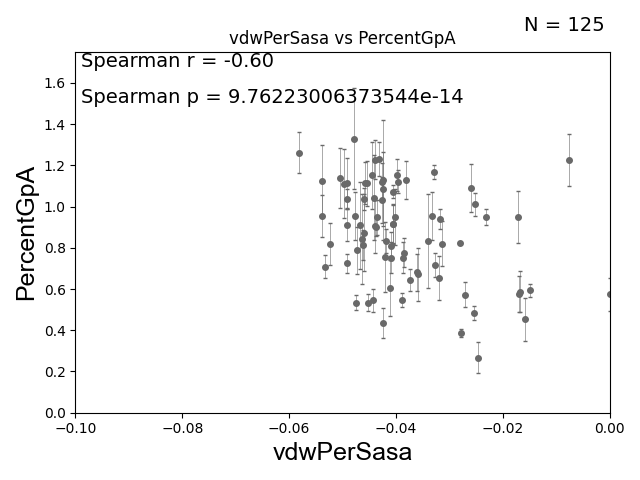 N = 125
vdwPerSasa vs PercentGpA
Spearman r = -0.60
Spearman p = 9.76223006373544e-14
PercentGpA
1.6
1.4
1.2
1.0
0.8
0.6
0.4
0.2
0.0
−0.10 −0.08 −0.06 −0.04 −0.02 0.00
vdwPerSasa